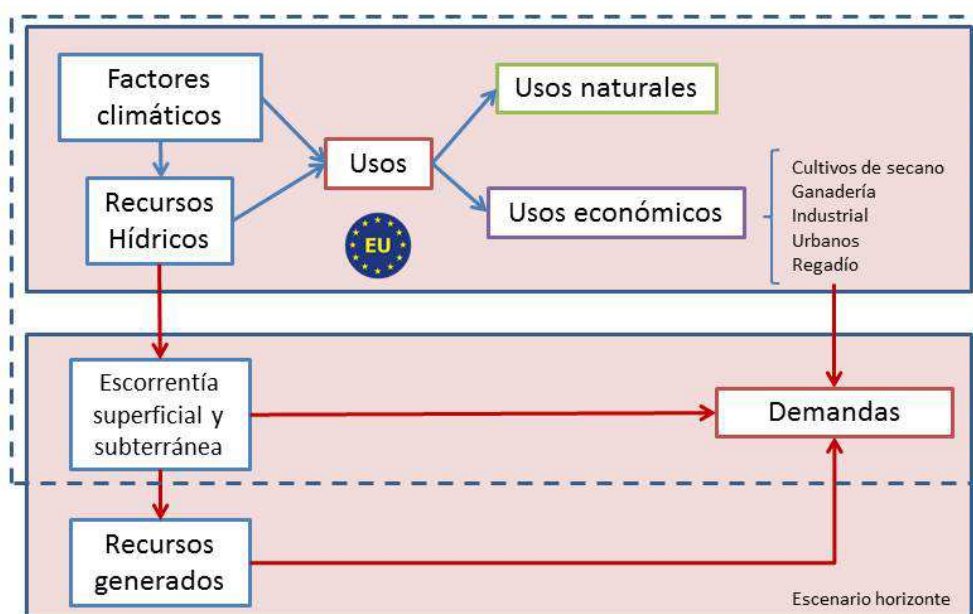 Factores
climáticos
Usos naturales
Usos
Recursos
Hídricos
EU
Usos económicos
Cultivos de secano
Ganadería
Industrial
Urbanos
Regadío
Escorrentía
superficial y
subterránea
Demandas
Recursos
generados
Escenario horizonte